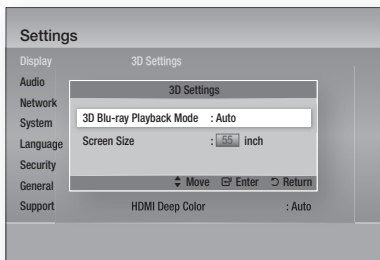 Settings
Display 3D Settings
Audio
3D Settings
Network
3D Blu-ray Playback Mode : Auto
System
Language
Screen Size : 55 inch
Security
General
Move Enter Return
Support HDMI Deep Color : Auto